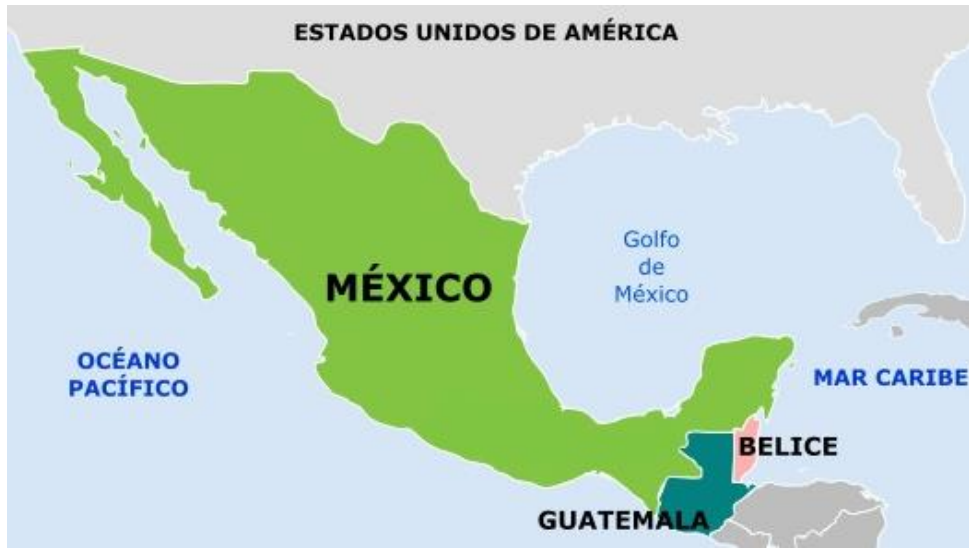 ESTADOS UNIDOS DE AMÉRICA
Golfo
de
México
MÉXICO
OCÉANO
PACÍFICO
MAR CARIBE
BELICE
GUATEMALA